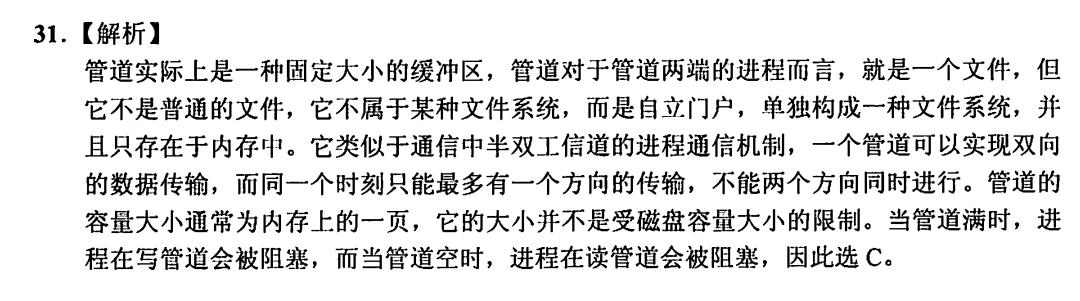 31.【解析】
管道实际上是一种固定大小的缓冲区，管道对于管道两端的进程而言，就是一个文件，但
它不是普通的文件，它不属于某种文件系统，而是自立门户，单独构成一种文件系统，并
且只存在于内存中。它类似于通信中半双工信道的进程通信机制，一个管道可以实现双向
的数据传输，而同一个时刻只能最多有一个方向的传输，不能两个方向同时进行。管道的
容量大小通常为内存上的一页，它的大小并不是受磁盘容量大小的限制。当管道满时，进
程在写管道会被阻塞，而当管道空时，进程在读管道会被阻塞，因此选 C。